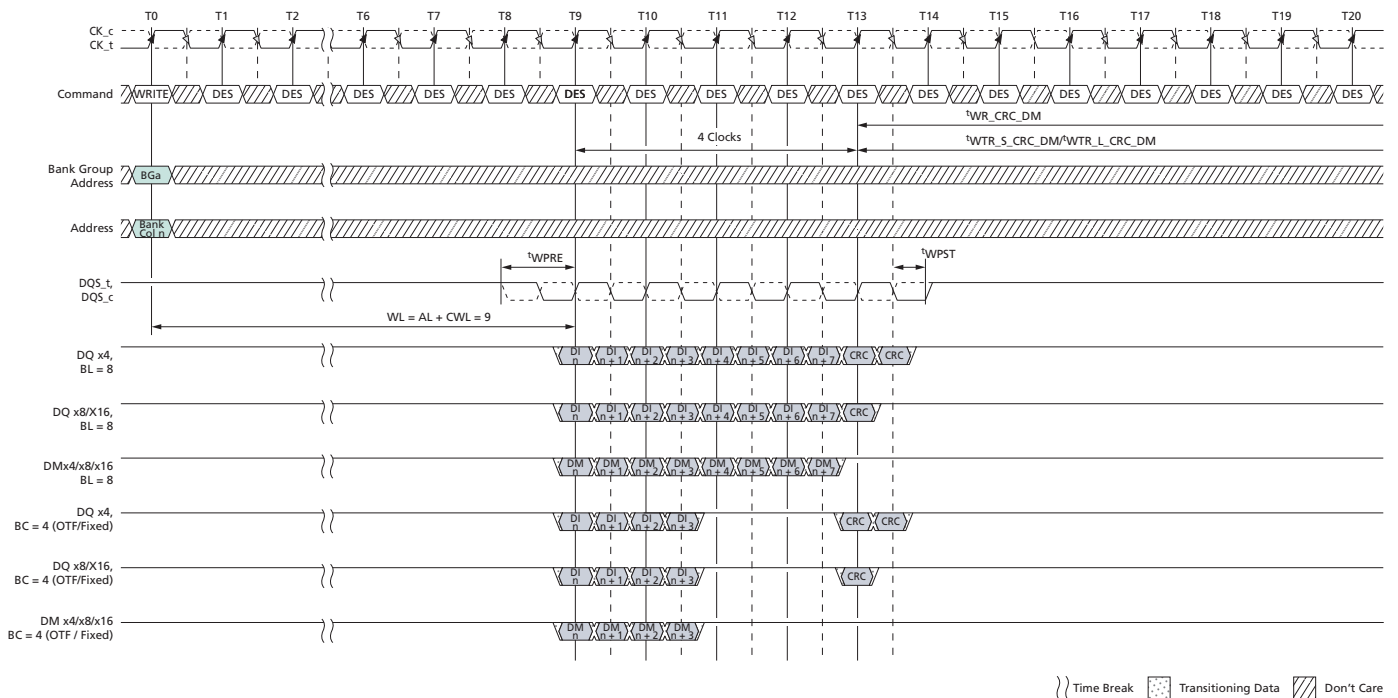 T0 T1 T2 T6 T7 T8 T9 T10 T11 T12 T13 T14 T15 T16 T17 T18 T19 T20
CK_c
CK_t
Command WRITE DES DES DES DES DES DES DES DES DES DES DES DES DES DES DES DES DES
tWR_CRC_DM
4 Clocks
tWTR_S_CRC_DM/tWTR_L_CRC_DM
Bank Group
Address
BGa
Address
Bank
Col n
tWPRE
tWPST
DQS_t,
DQS_c
WL = AL + CWL = 9
DQ x4,
BL = 8
DI n DI n + 1 DI n + 2 DI n + 3 DI n + 4 DI n + 5 DI n + 6 DI n + 7 CRC CRC
DQ x8/X16,
BL = 8
DI n DI n + 1 DI n + 2 DI n + 3 DI n + 4 DI n + 5 DI n + 6 DI n + 7 CRC
DMx4/x8/x16
BL = 8
DM n DM n + 1 DM n + 2 DM n + 3 DM n + 4 DM n + 5 DM n + 6 DM n + 7
DQ x4,
BC = 4 (OTF/Fixed)
DI n DI n + 1 DI n + 2 DI n + 3 CRC CRC
DQ x8/X16,
BC = 4 (OTF/Fixed)
DI n DI n + 1 DI n + 2 DI n + 3 CRC
DM x4/x8/x16
BC = 4 (OTF / Fixed)
DM n DM n + 1 DM n + 2 DM n + 3
Time Break Transitioning Data Don't Care